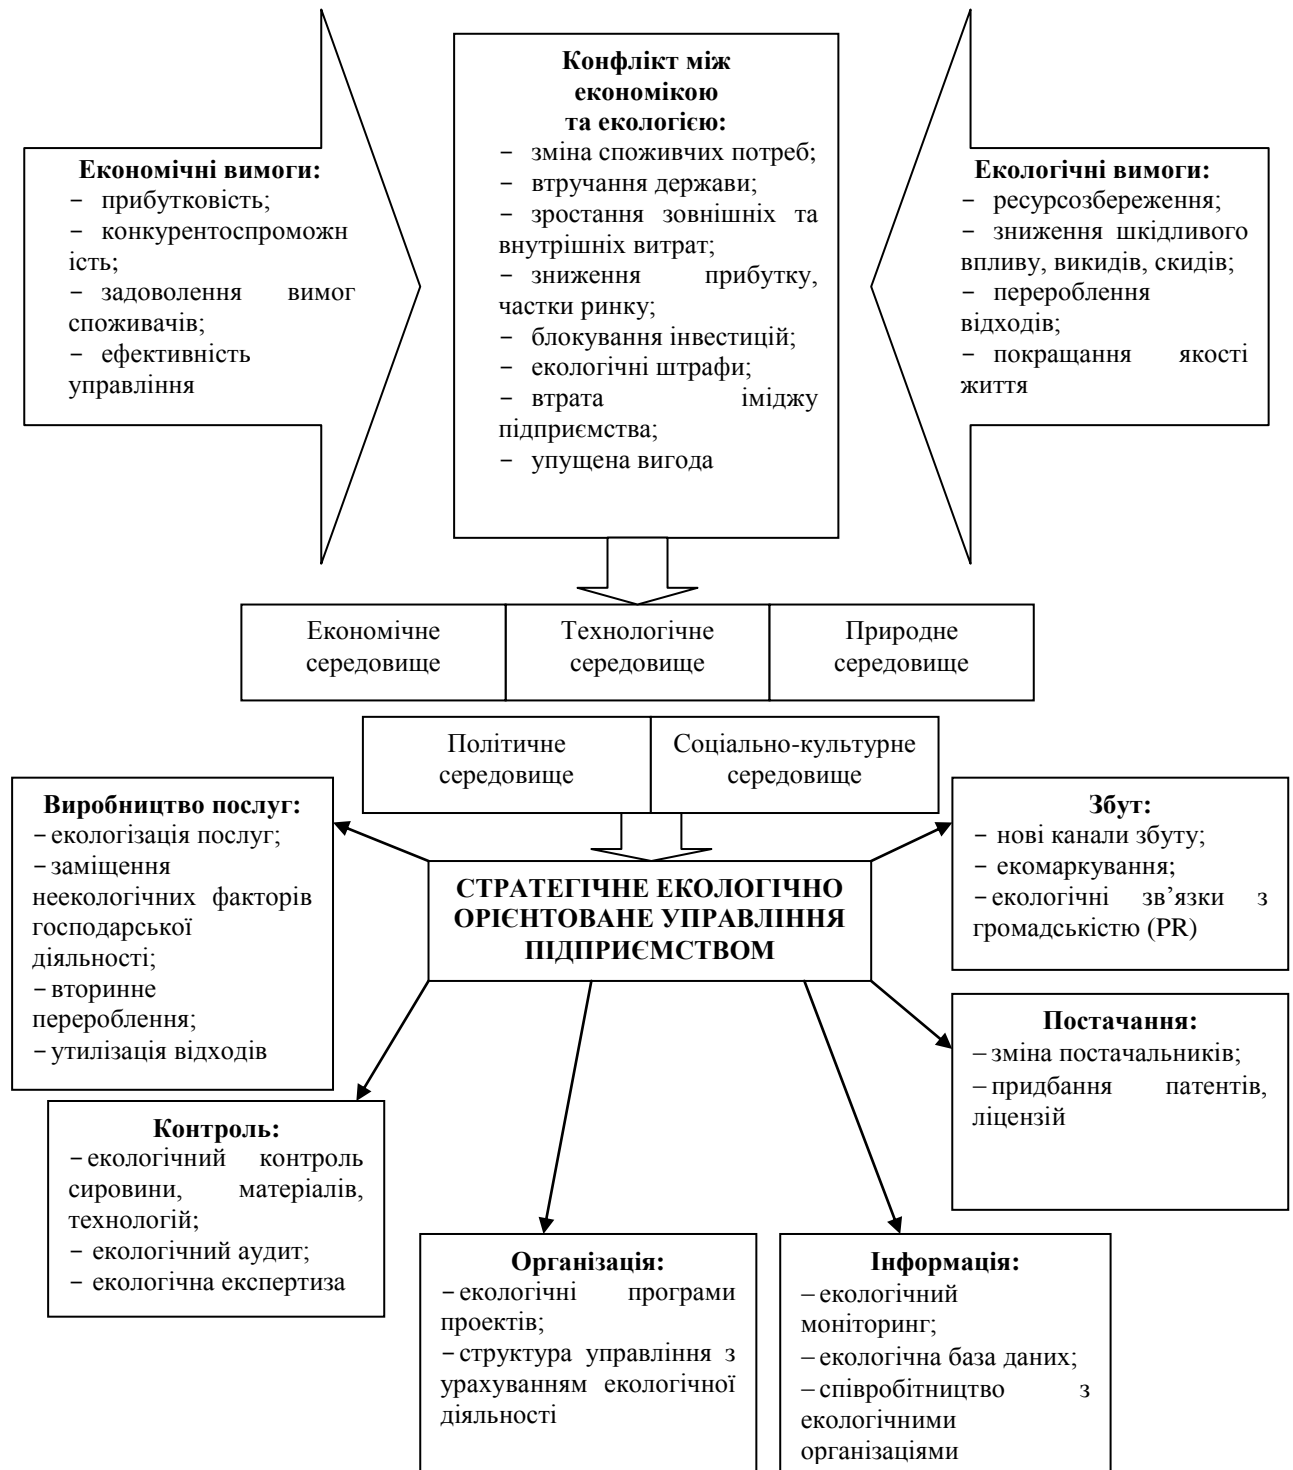 Конфлікт між
економікою
та екологією:
− зміна споживчих потреб;
− втручання держави;
− зростання зовнішніх та
внутрішніх витрат;
− зниження прибутку,
частки ринку;
− блокування інвестицій;
− екологічні штрафи;
− втрата іміджу
підприємства;
− упущена вигода
Економічні вимоги:
− прибутковість;
− конкурентоспроможн
ість;
− задоволення вимог
споживачів;
− ефективність
управління
Екологічні вимоги:
− ресурсозбереження;
− зниження шкідливого
впливу, викидів, скидів;
− перероблення
відходів;
− покращання якості
життя
Економічне
середовище
Технологічне
середовище
Природне
середовище
Політичне
середовище
Соціально-культурне
середовище
Виробництво послуг:
− екологізація послуг;
− заміщення
неекологічних факторів
господарської
діяльності;
− вторинне
перероблення;
− утилізація відходів
Збут:
− нові канали збуту;
− екомаркування;
− екологічні зв’язки з
громадськістю (PR)
СТРАТЕГІЧНЕ ЕКОЛОГІЧНО
ОРІЄНТОВАНЕ УПРАВЛІННЯ
ПІДПРИЄМСТВОМ
Постачання:
– зміна постачальників;
– придбання патентів,
ліцензій
Контроль:
− екологічний контроль
сировини, матеріалів,
технологій;
− екологічний аудит;
− екологічна експертиза
Організація:
− екологічні програми
проектів;
− структура управління з
урахуванням екологічної
діяльності
Інформація:
– екологічний
моніторинг;
– екологічна база даних;
– співробітництво з
екологічними
організаціями